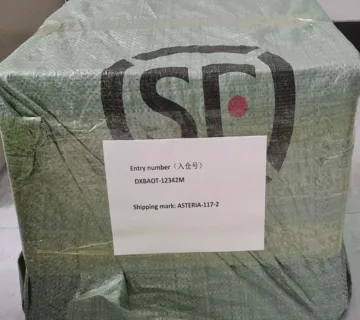 SF
Entry number（入仓号）
DXBAOT-12342M
Shipping mark: ASTERIA-117-2